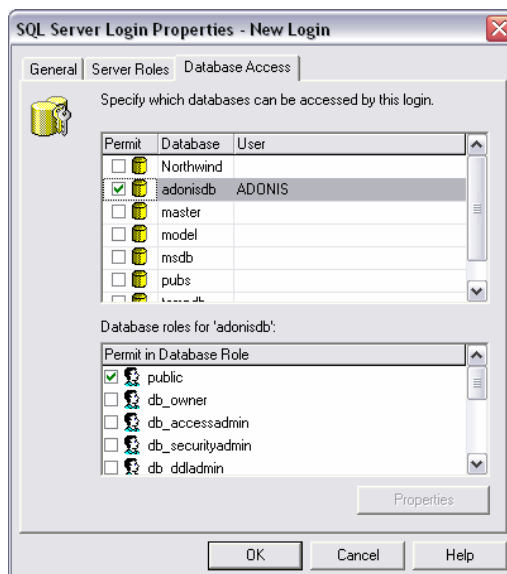 SQL Server Login Properties - New Login
General Server Roles Database Access
Specify which databases can be accessed by this login.
Permit Database User
Northwind
adonisdb ADONIS
master
model
msdb
pubs
tempdb
Database roles for 'adonisdb':
Permit in Database Role
public
db_owner
db_accessadmin
db_securityadmin
db_ddladmin
Properties
OK Cancel Help